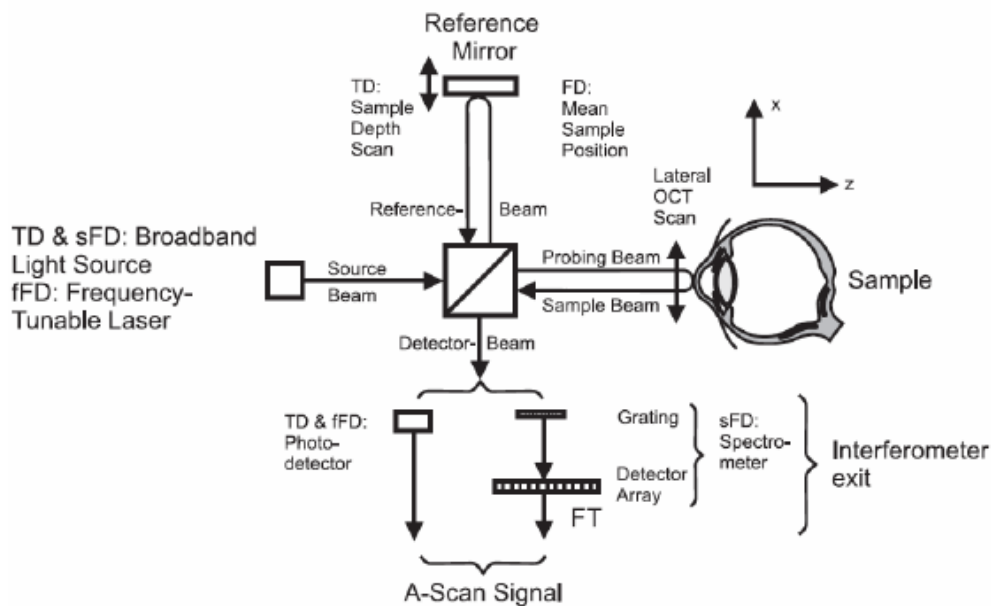 Reference
Mirror
TD:
Sample
Depth
Scan
FD:
Mean
Sample
Position
x
z
Lateral
OCT
Scan
Reference-
Beam
TD & sFD: Broadband
Light Source
fFD: Frequency-
Tunable Laser
Source
Beam
Probing Beam
Sample Beam
Sample
Detector-
Beam
TD & fFD:
Photo-
detector
Grating
Detector
Array
FT
sFD:
Spectro-
meter
Interferometer
exit
A-Scan Signal